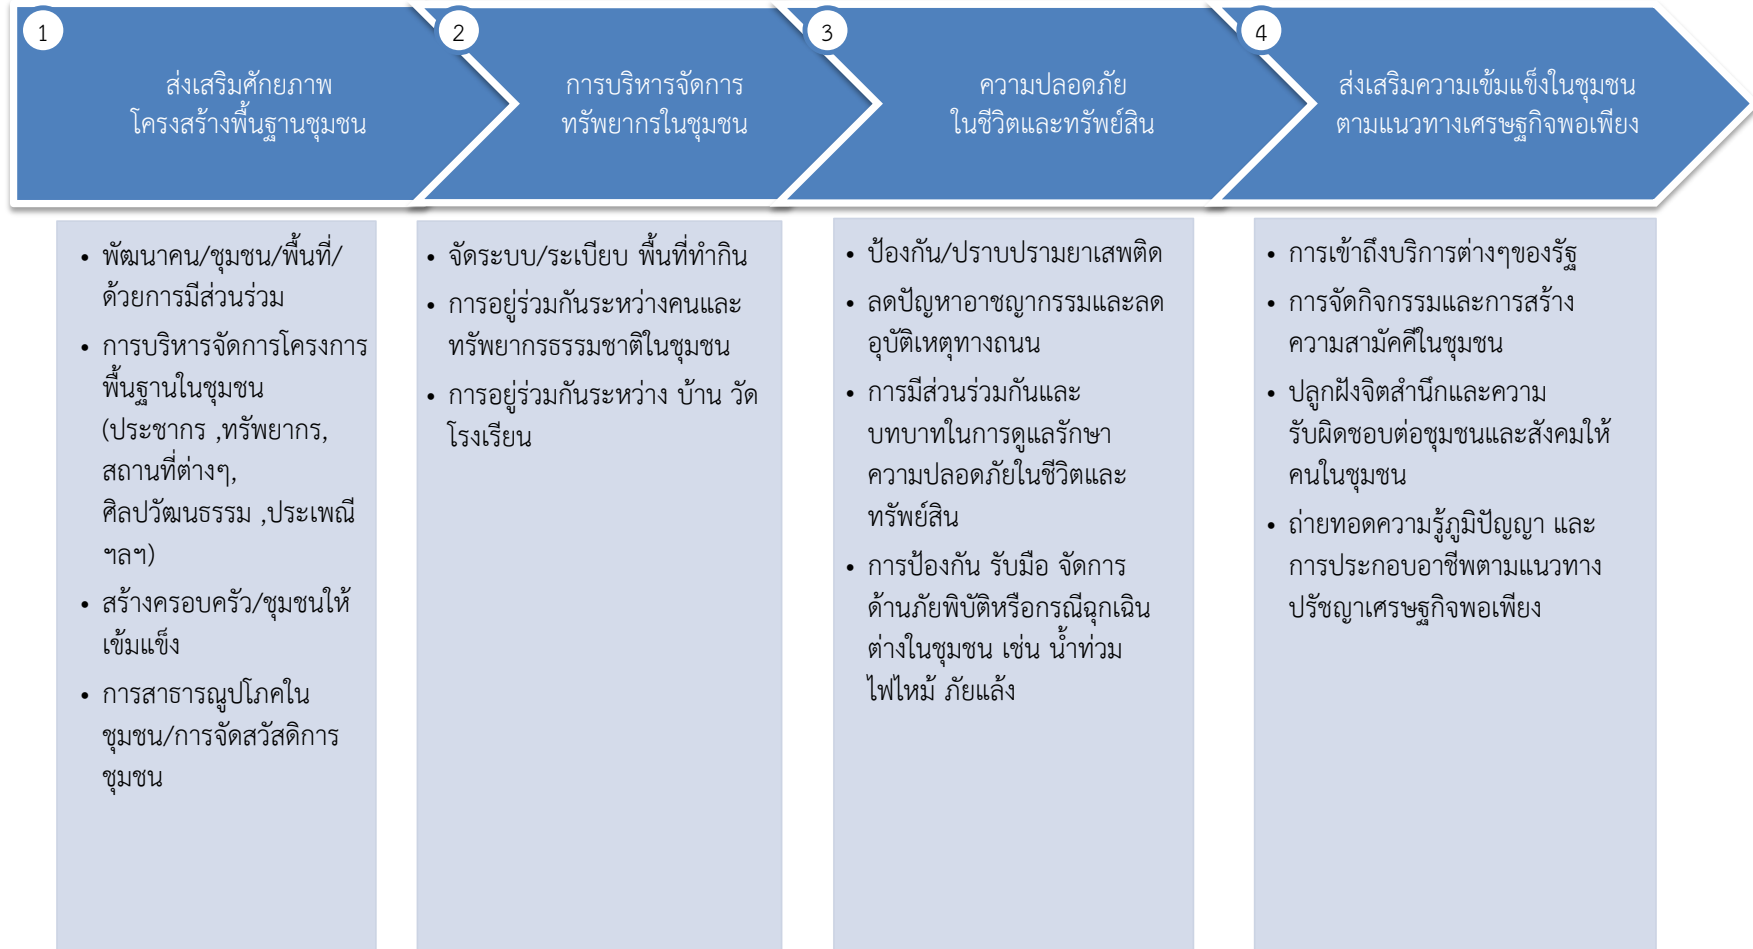 1
ส่งเสริมศักยภาพ
โครงสร้างพื้นฐานชุมชน
2
การบริหารจัดการ
ทรัพยากรในชุมชน
3
ความปลอดภัย
ในชีวิตและทรัพย์สิน
4
ส่งเสริมความเข้มแข็งในชุมชน
ตามแนวทางเศรษฐกิจพอเพียง
• พัฒนาคน/ชุมชน/พื้นที่/
ด้วยการมีส่วนร่วม
• การบริหารจัดการโครงการ
พื้นฐานในชุมชน
(ประชากร ,ทรัพยากร,
สถานที่ต่างๆ,
ศิลปวัฒนธรรม ,ประเพณี
ฯลฯ)
• สร้างครอบครัว/ชุมชนให้
เข้มแข็ง
• การสาธารณูปโภคใน
ชุมชน/การจัดสวัสดิการ
ชุมชน
• จัดระบบ/ระเบียบ พื้นที่ทำกิน
• การอยู่ร่วมกันระหว่างคนและ
ทรัพยากรธรรมชาติในชุมชน
• การอยู่ร่วมกันระหว่าง บ้าน วัด
โรงเรียน
• ป้องกัน/ปราบปรามยาเสพติด
• ลดปัญหาอาชญากรรมและลด
อุบัติเหตุทางถนน
• การมีส่วนร่วมกันและ
บทบาทในการดูแลรักษา
ความปลอดภัยในชีวิตและ
ทรัพย์สิน
• การป้องกัน รับมือ จัดการ
ด้านภัยพิบัติหรือกรณีฉุกเฉิน
ต่างในชุมชน เช่น น้ำท่วม
ไฟไหม้ ภัยแล้ง
• การเข้าถึงบริการต่างๆของรัฐ
• การจัดกิจกรรมและการสร้าง
ความสามัคคีในชุมชน
• ปลูกฝังจิตสำนึกและความ
รับผิดชอบต่อชุมชนและสังคมให้
คนในชุมชน
• ถ่ายทอดความรู้ภูมิปัญญา และ
การประกอบอาชีพตามแนวทาง
ปรัชญาเศรษฐกิจพอเพียง